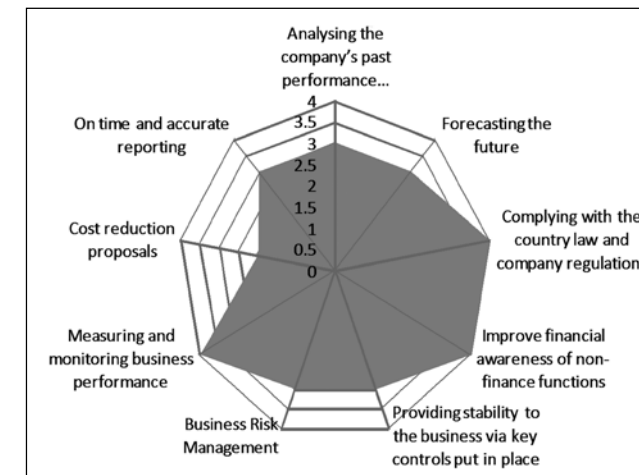 Analysing the
company's past
performance...
4
3.5
3
2.5
2
1.5
1
0.5
0
Forecasting the
future
Complying with the
country law and
company regulation
Improve financial
awareness of non-
finance functions
Providing stability to
the business via key
controls put in place
Business Risk
Management
Measuring and
monitoring business
performance
Cost reduction
proposals
On time and accurate
reporting